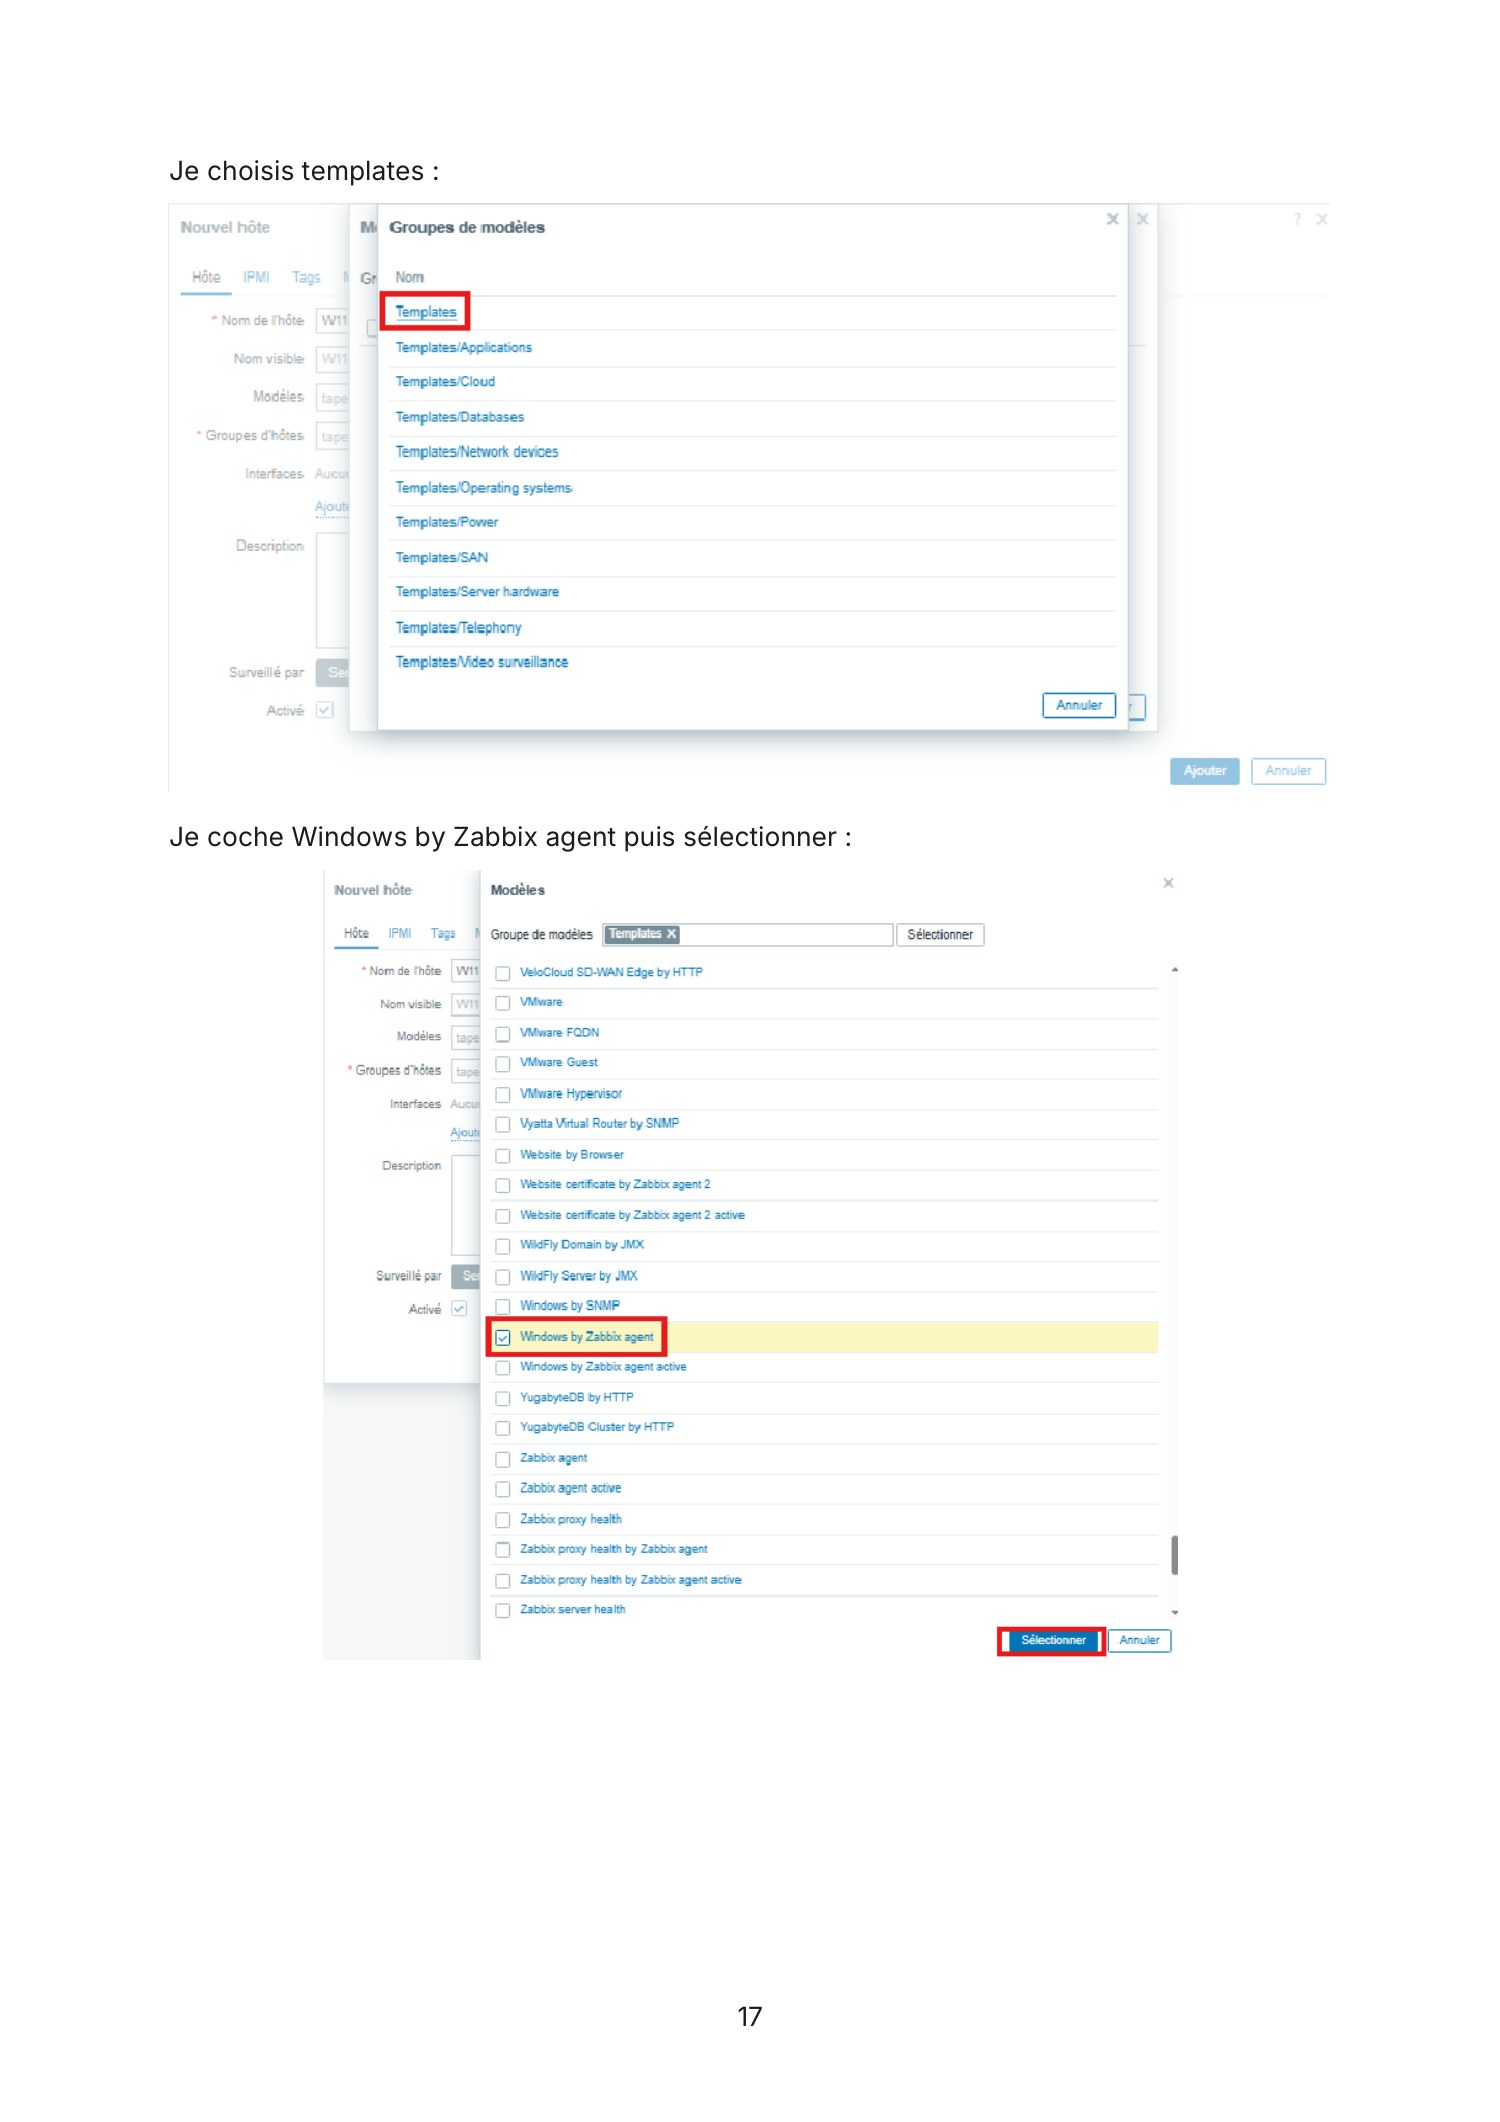 Je choisis templates :
Nouvel hôte
Groupes de modèles
Hôte IPMI Tags
Nom
* Nom de l'hôte W11
Templates
Nom visible W11
Templates/Applications
Modèles tape
Templates/Cloud
* Groupes d'hôtes tape
Templates/Databases
Interfaces
Templates/Network devices
Templates/Operating systems
Description
Templates/Power
Templates/SAN
Templates/Server hardware
Templates/Telephony
Surveillé par
Templates/Video surveillance
Activé
Annuler
Ajouter Annuler
Je coche Windows by Zabbix agent puis sélectionner :
Nouvel hôte
Modèles
Hôte IPMI Tags
Groupe de modèles Templates Sélectionner
* Nom de l'hôte W11
VeloCloud SD-WAN Edge by HTTP
Nom visible W11
VMware
Modèles tape
VMware FQDN
* Groupes d'hôtes tape
VMware Guest
Interfaces
VMware Hypervisor
Vyatta Virtual Router by SNMP
Description
Website by Browser
Website certificate by Zabbix agent 2
Website certificate by Zabbix agent 2 active
WildFly Domain by JMX
Surveillé par
WildFly Server by JMX
Activé
Windows by SNMP
Windows by Zabbix agent
Windows by Zabbix agent active
YugabyteDB by HTTP
YugabyteDB Cluster by HTTP
Zabbix agent
Zabbix agent active
Zabbix proxy health
Zabbix proxy health by Zabbix agent
Zabbix proxy health by Zabbix agent active
Zabbix server health
Sélectionner Annuler
17